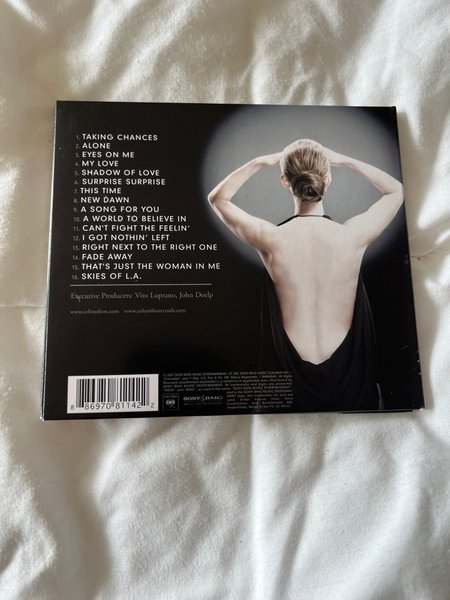 1. TAKING CHANCES
2. ALONE
3. EYES ON ME
4. MY LOVE
5. SHADOW OF LOVE
6. SURPRISE SURPRISE
7. THIS TIME
8. NEW DAWN
9. A SONG FOR YOU
10. A WORLD TO BELIEVE IN
11. CAN'T FIGHT THE FEELIN'
12. I GOT NOTHIN' LEFT
13. RIGHT NEXT TO THE RIGHT ONE
14. FADE AWAY
15. THAT'S JUST THE WOMAN IN ME
16. SKIES OF L.A.
Executive Producers: Vito Luprano, John Doelp
www.celinedion.com www.columbiarecords.com
8 86970 81142 2
SONY BMG
MUSIC ENTERTAINMENT